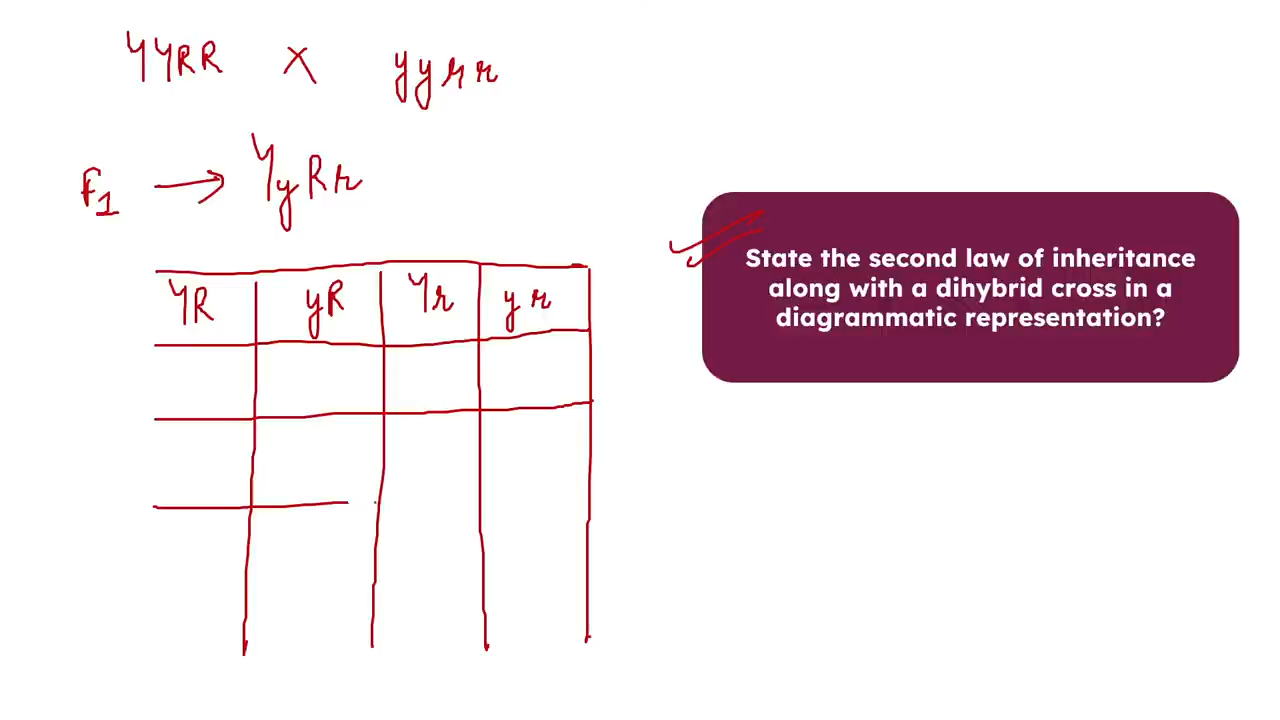 YYRR X yyrr
F1 → YyRr
YR yR Yr yr
State the second law of inheritance
along with a dihybrid cross in a
diagrammatic representation?